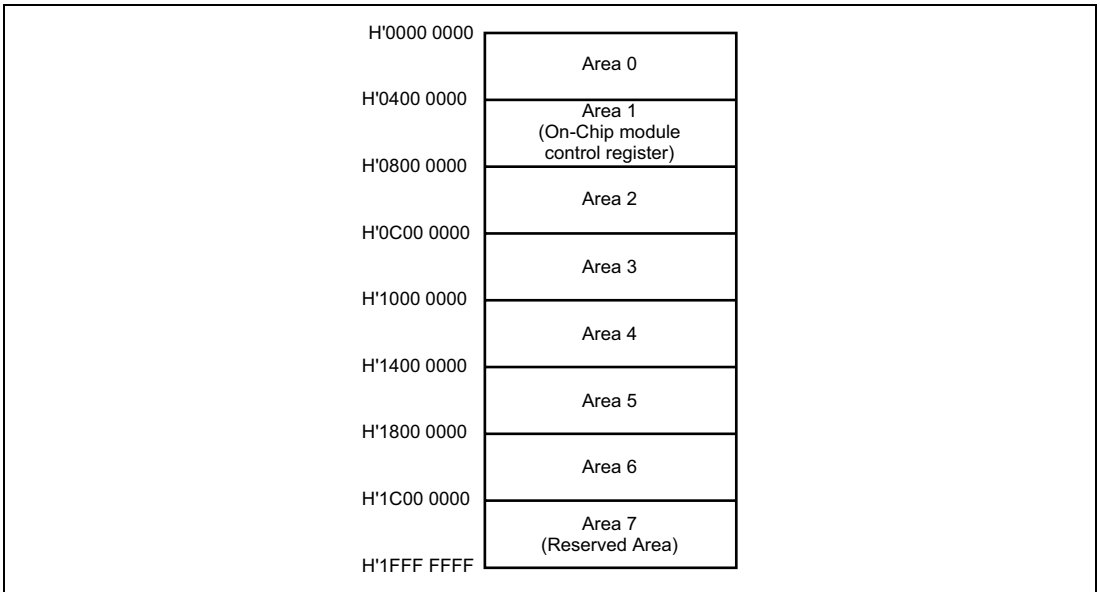 H'0000 0000
Area 0
H'0400 0000
Area 1
(On-Chip module
control register)
H'0800 0000
Area 2
H'0C00 0000
Area 3
H'1000 0000
Area 4
H'1400 0000
Area 5
H'1800 0000
Area 6
H'1C00 0000
Area 7
(Reserved Area)
H'1FFF FFFF